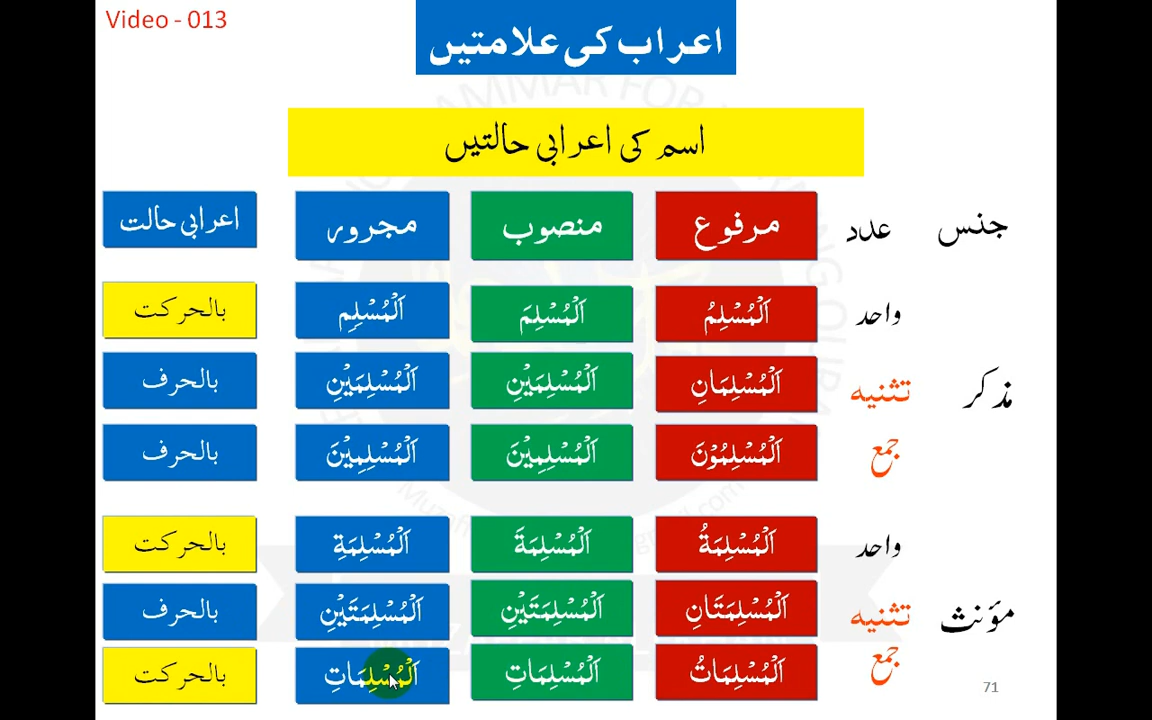 Video - 013
اعراب کی علامتیں
اسم کی اعرابی حالتیں
جنس عدد مرفوع منصوب مجرور اعرابی حالت
واحد اَلْمُسْلِمُ اَلْمُسْلِمَ اَلْمُسْلِمِ بالحرکت
مذکر تثنیہ اَلْمُسْلِمَانِ اَلْمُسْلِمَيْنِ اَلْمُسْلِمَيْنِ بالحرف
جمع اَلْمُسْلِمُوْنَ اَلْمُسْلِمِيْنَ اَلْمُسْلِمِيْنَ بالحرف
واحد اَلْمُسْلِمَةُ اَلْمُسْلِمَةَ اَلْمُسْلِمَةِ بالحرکت
مؤنث تثنیہ اَلْمُسْلِمَتَانِ اَلْمُسْلِمَتَيْنِ اَلْمُسْلِمَتَيْنِ بالحرف
جمع اَلْمُسْلِمَاتُ اَلْمُسْلِمَاتِ اَلْمُسْلِمَاتِ بالحرکت
71